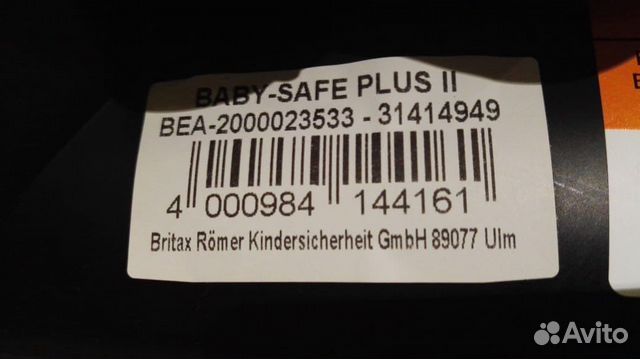 BABY-SAFE PLUS II
BEA-2000023533 - 31414949
4 000984 144161
Britax Römer Kindersicherheit GmbH 89077 Ulm
Avito